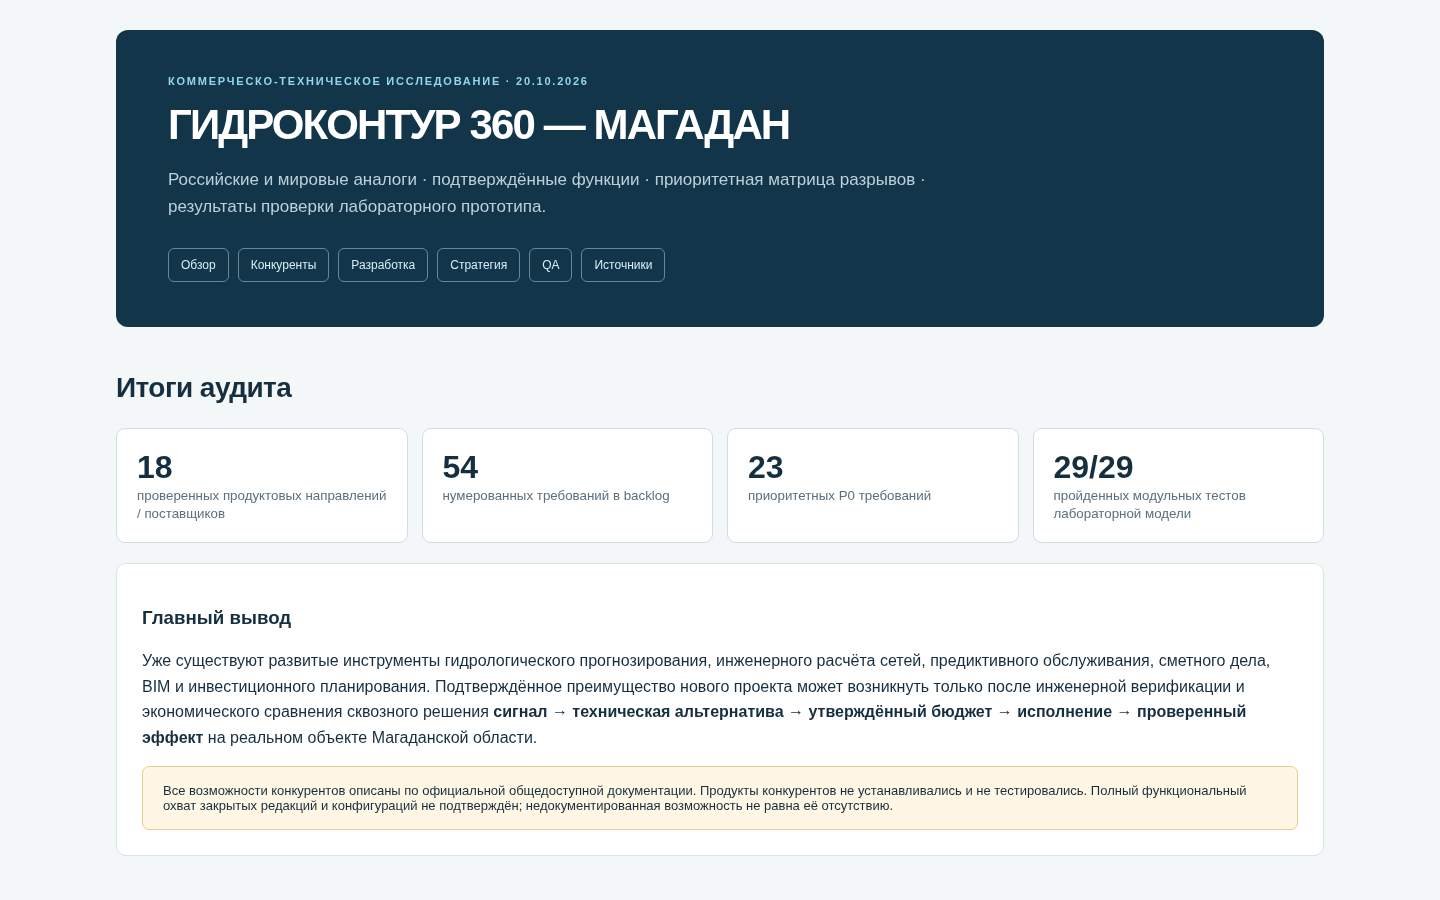 КОММЕРЧЕСКО-ТЕХНИЧЕСКОЕ ИССЛЕДОВАНИЕ · 20.10.2026
ГИДРОКОНТУР 360 — МАГАДАН
Российские и мировые аналоги · подтверждённые функции · приоритетная матрица разрывов ·
результаты проверки лабораторного прототипа.
Обзор
Конкуренты
Разработка
Стратегия
QA
Источники
Итоги аудита
18
проверенных продуктовых направлений
/ поставщиков
54
нумерованных требований в backlog
23
приоритетных P0 требований
29/29
пройденных модульных тестов
лабораторной модели
Главный вывод
Уже существуют развитые инструменты гидрологического прогнозирования, инженерного расчёта сетей, предиктивного обслуживания, сметного дела,
BIM и инвестиционного планирования. Подтверждённое преимущество нового проекта может возникнуть только после инженерной верификации и
экономического сравнения сквозного решения сигнал → техническая альтернатива → утверждённый бюджет → исполнение → проверенный
эффект на реальном объекте Магаданской области.
Все возможности конкурентов описаны по официальной общедоступной документации. Продукты конкурентов не устанавливались и не тестировались. Полный функциональный
охват закрытых редакций и конфигураций не подтверждён; недокументированная возможность не равна её отсутствию.